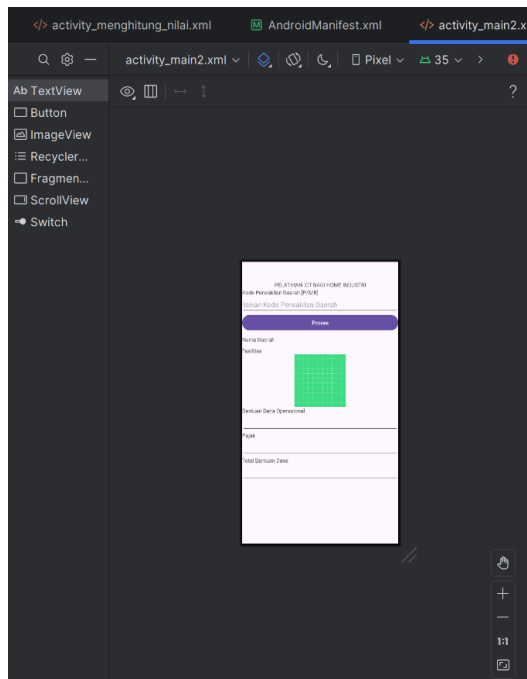 activity_menghitung_nilai.xml
AndroidManifest.xml
activity_main2.x
activity_main2.xml
Pixel
35
Ab TextView
Button
ImageView
Recycler...
Fragmen...
ScrollView
Switch
?
PELATIHAN ICT BAGI HOME INDUSTRI
Kode Perwakilan Daerah [P/S/B]
Isikan Kode Perwakilan Daerah
Proses
Nama Daerah
Fasilitas
Bantuan Dana Operasional
Pajak
Total Bantuan Dana
1:1